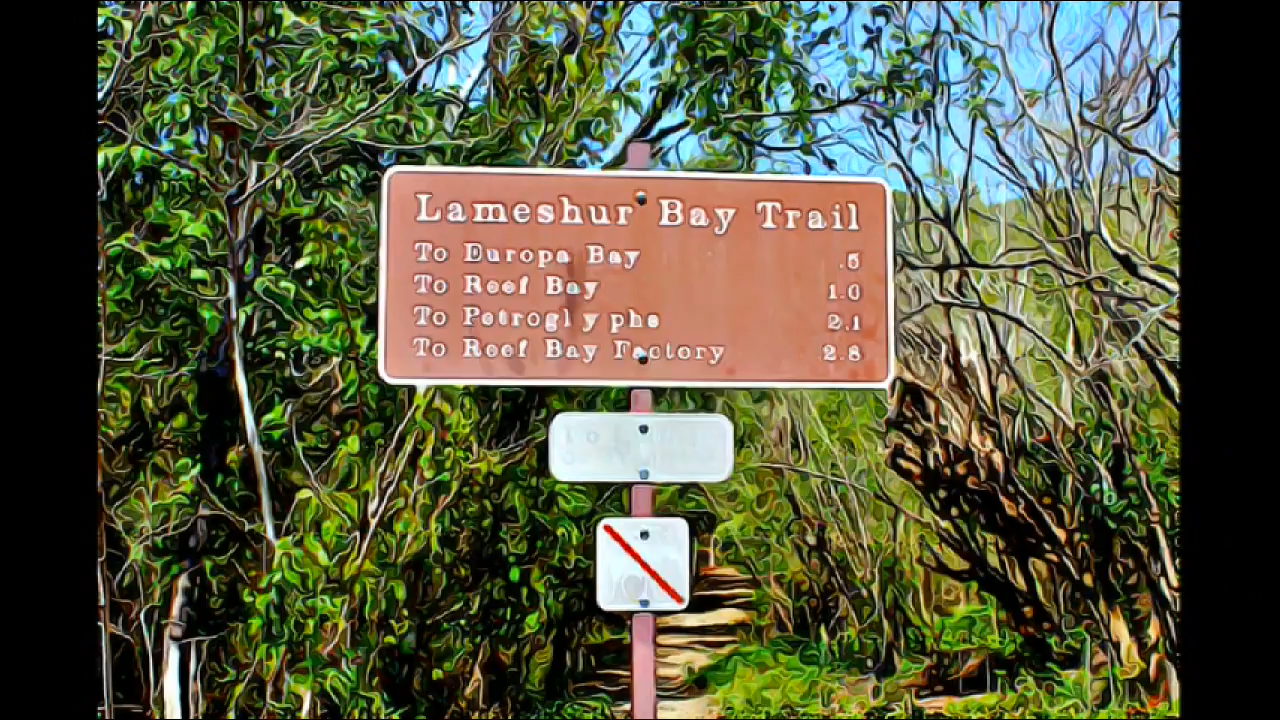 Lameshur Bay Trail
To Europa Bay .5
To Reef Bay 1.0
To Petroglyphs 2.1
To Reef Bay Factory 2.8